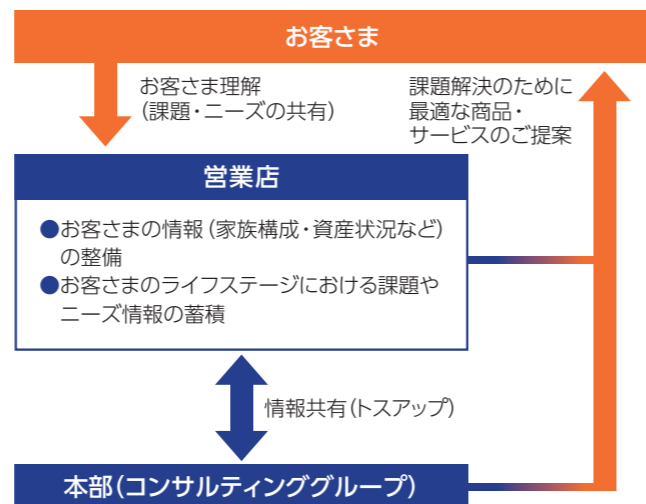 お客さま
お客さま理解
(課題・ニーズの共有)
課題解決のために
最適な商品・
サービスのご提案
営業店
●お客さまの情報(家族構成・資産状況など)
の整備
●お客さまのライフステージにおける課題や
ニーズ情報の蓄積
情報共有(トスアップ)
本部(コンサルティンググループ)